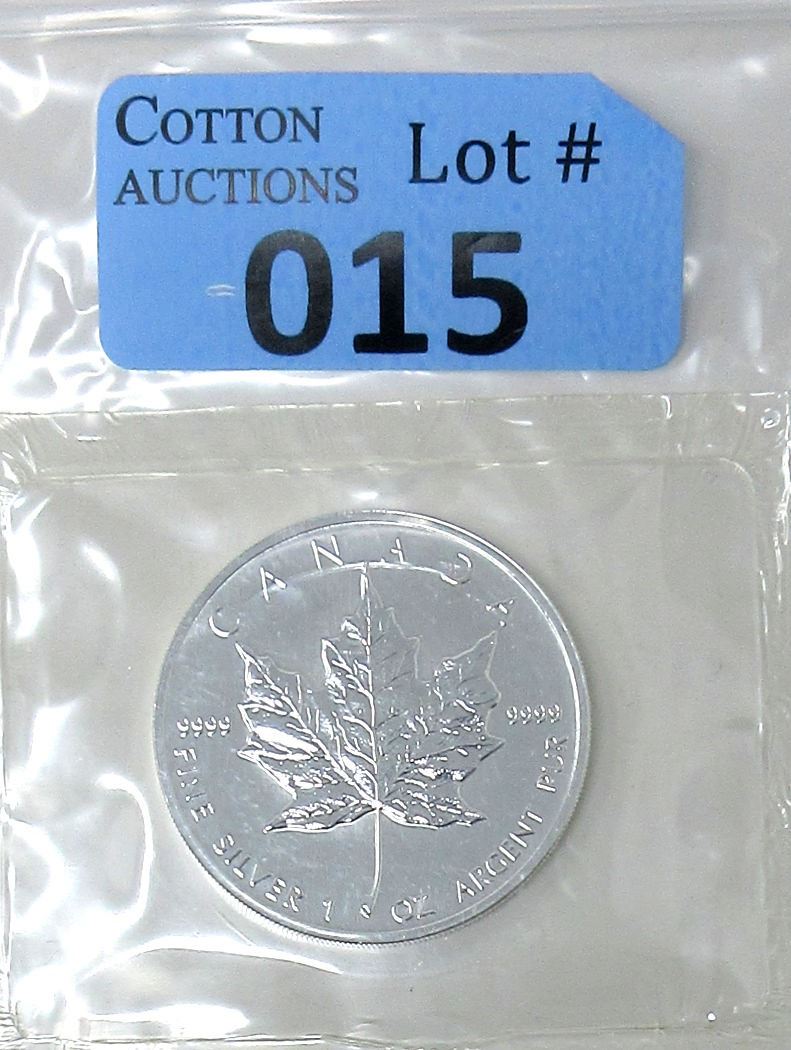 COTTON
AUCTIONS
Lot #
015
CANADA
9999 9999
FINE SILVER 1 OZ ARGENT PUR